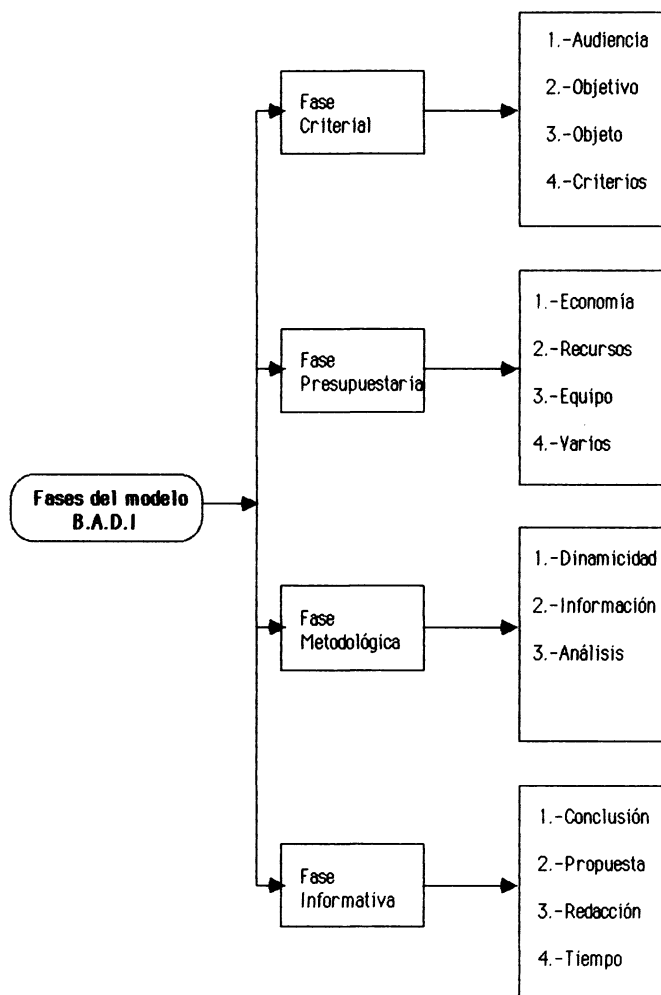 Fases del modelo
B.A.D.I
Fase
Criterial
1.-Audiencia
2.-Objetivo
3.-Objeto
4.-Criterios
Fase
Presupuestaria
1.-Economía
2.-Recursos
3.-Equipo
4.-Varios
Fase
Metodológica
1.-Dinamicidad
2.-Información
3.-Análisis
Fase
Informativa
1.-Conclusión
2.-Propuesta
3.-Redacción
4.-Tiempo